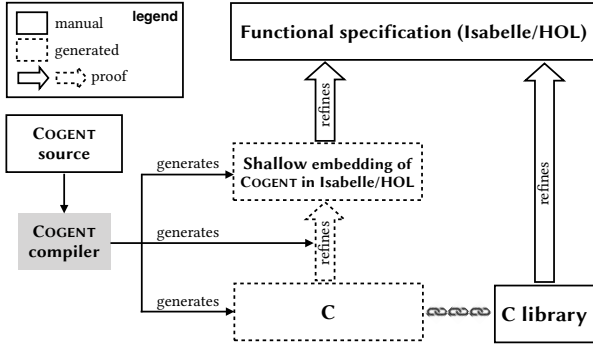 legend
manual
generated
proof
Functional specification (Isabelle/HOL)
refines
refines
COGENT
source
generates
Shallow embedding of
COGENT in Isabelle/HOL
COGENT
compiler
generates
refines
generates
C
C library